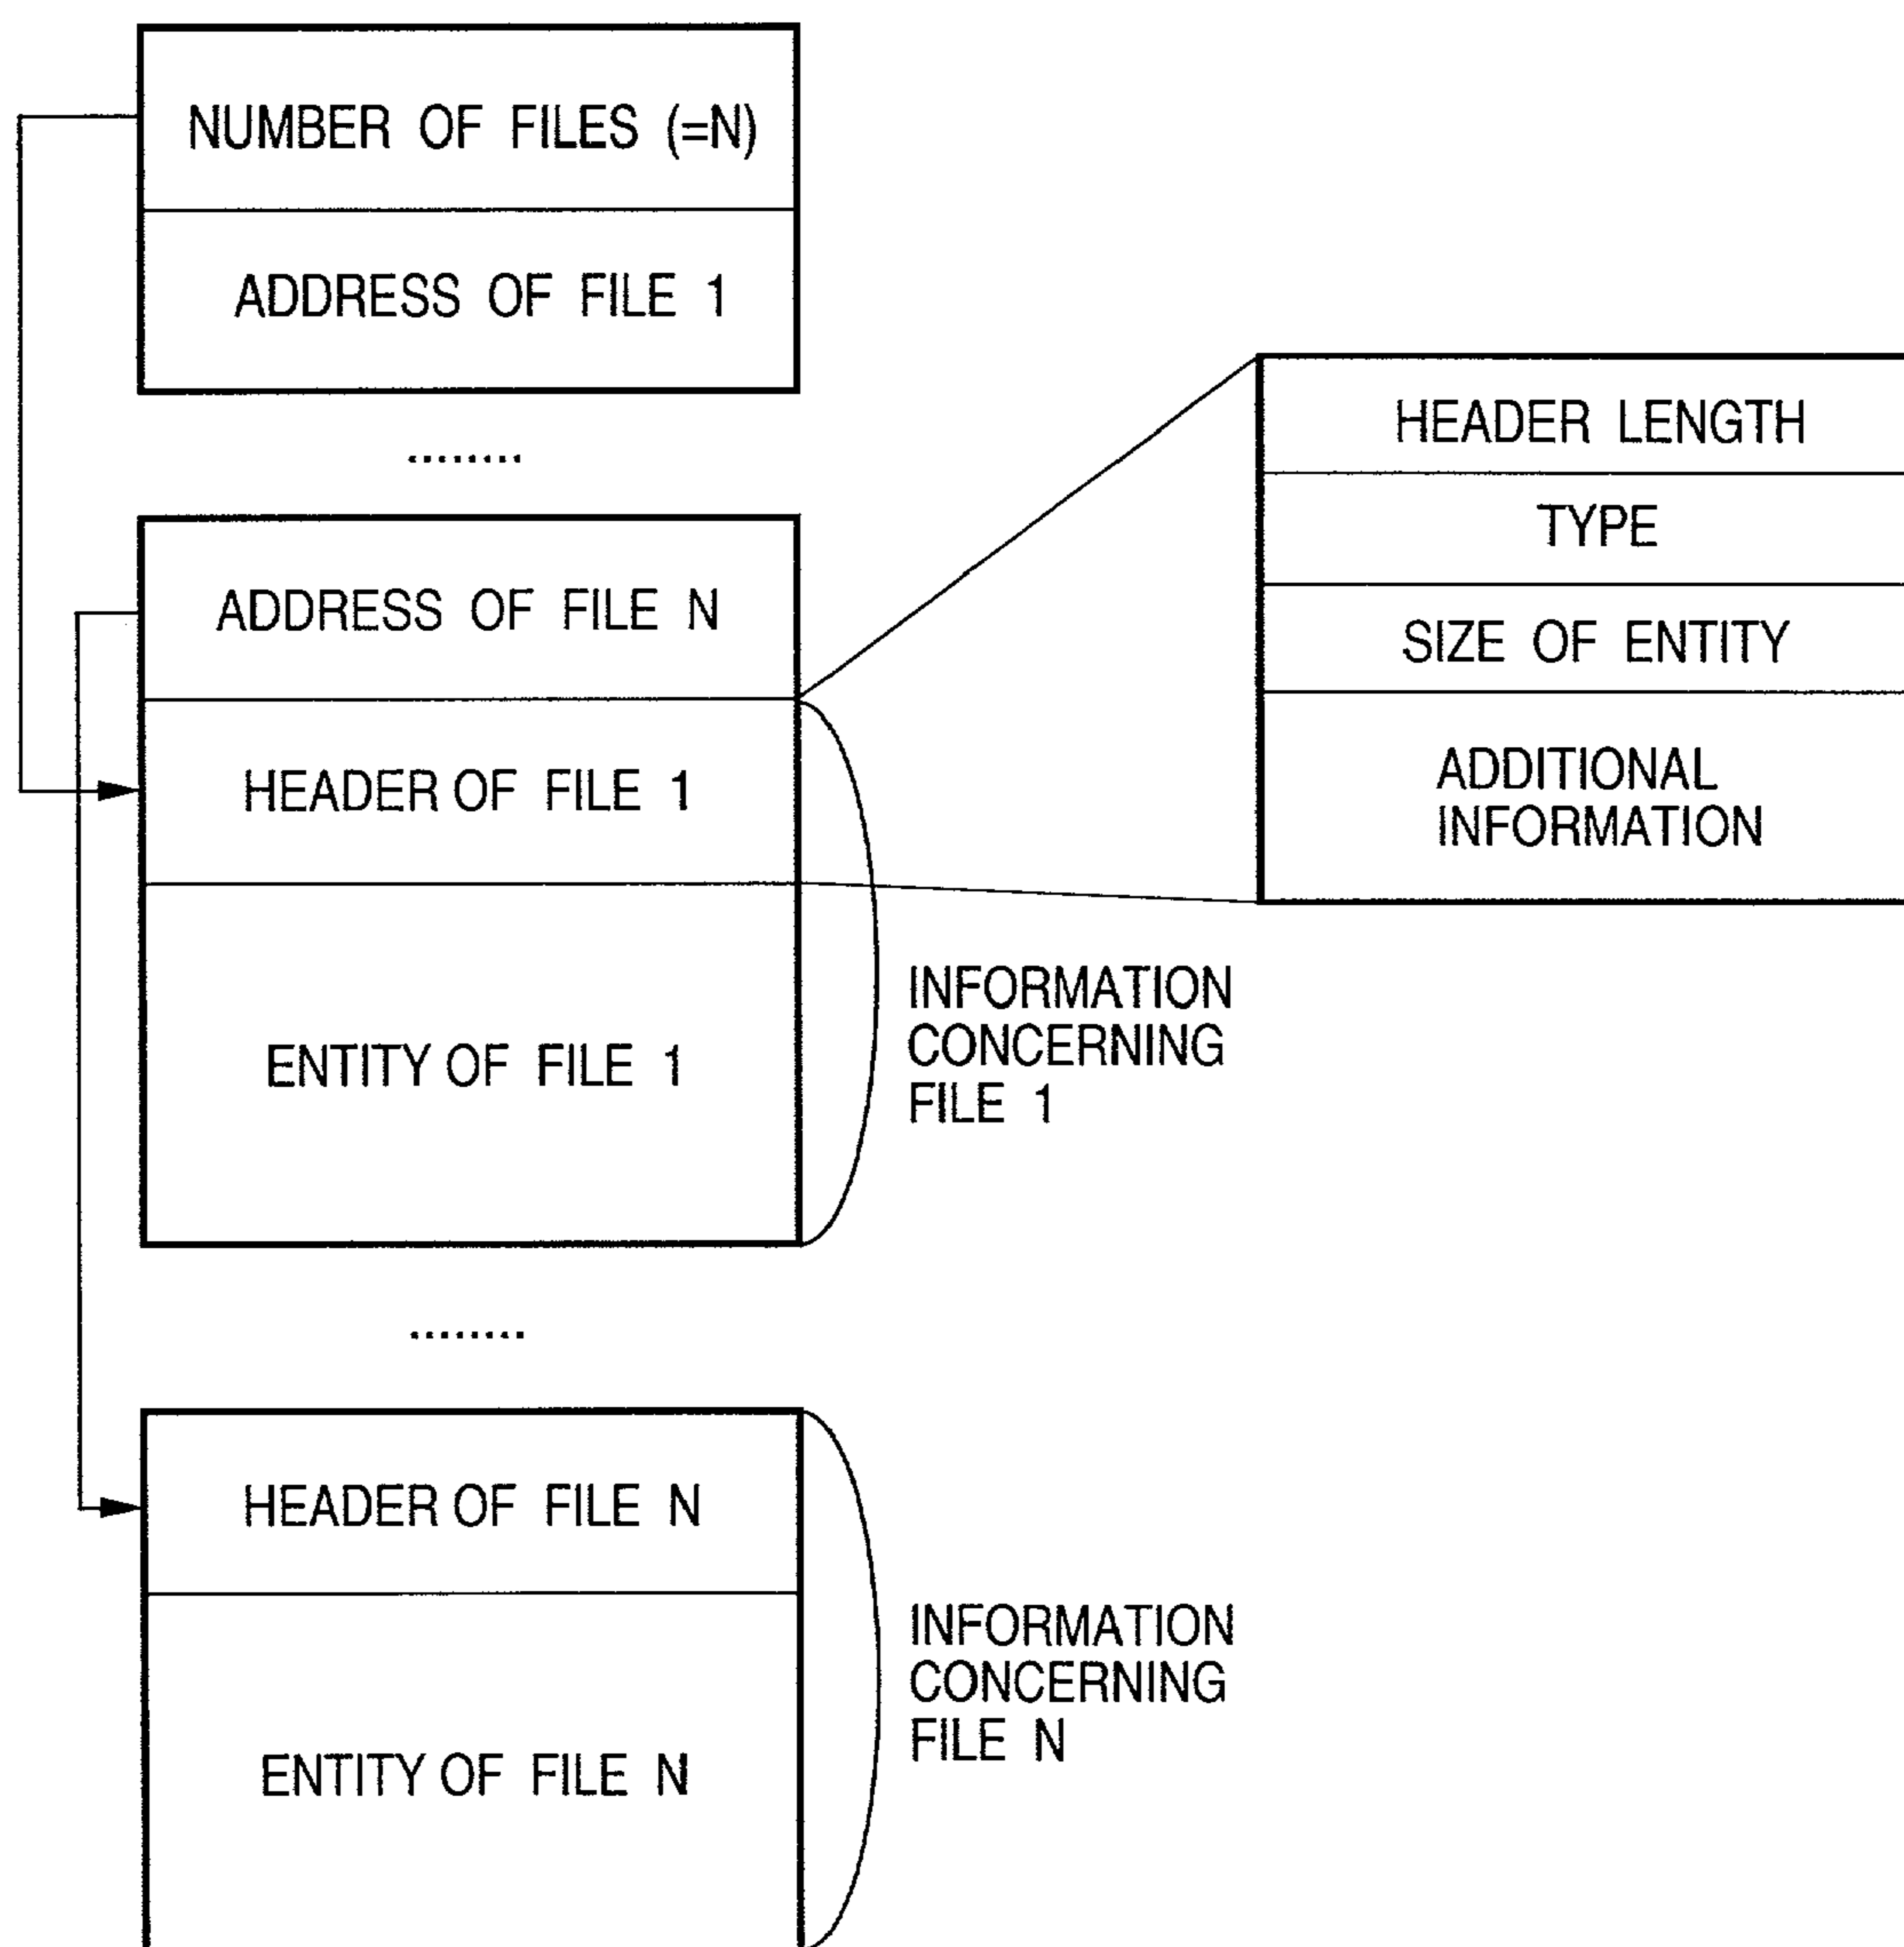 NUMBER OF FILES (=N)
ADDRESS OF FILE 1
........
ADDRESS OF FILE N
HEADER OF FILE 1
ENTITY OF FILE 1
INFORMATION
CONCERNING
FILE 1
........
HEADER OF FILE N
ENTITY OF FILE N
INFORMATION
CONCERNING
FILE N
HEADER LENGTH
TYPE
SIZE OF ENTITY
ADDITIONAL
INFORMATION